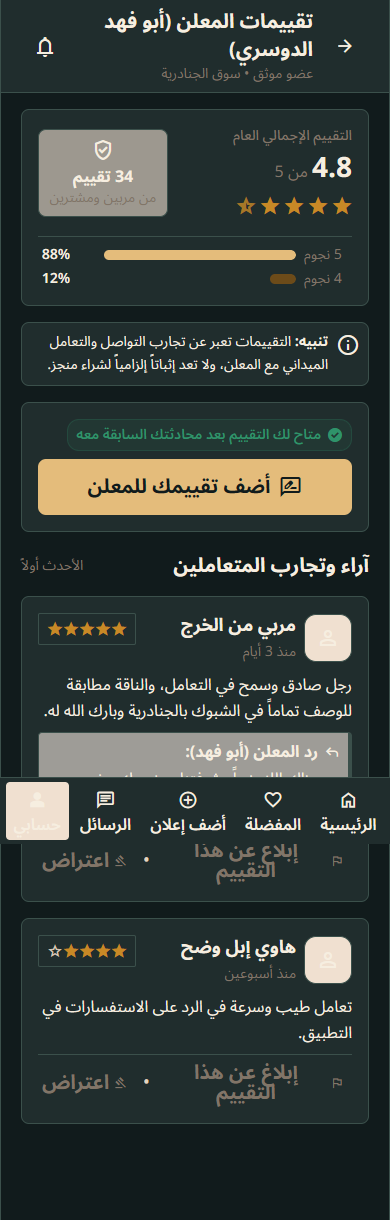 تقييمات المعلن (أبو فهد
الدوسري)
عضو موثق • سوق الجنادرية
التقييم الإجمالي العام
4.8 من 5
34 تقييم
من مربين ومشترين
5 نجوم 88%
4 نجوم 12%
تنبيه: التقييمات تعبر عن تجارب التواصل والتعامل
الميداني مع المعلن، ولا تعد إثباتاً إلزامياً لشراء منجز.
متاح لك التقييم بعد محادثتك السابقة معه
أضف تقييمك للمعلن
آراء وتجارب المتعاملين
الأحدث أولاً
مربي من الخرج
منذ 3 أيام
رجل صادق وسمح في التعامل، والناقة مطابقة
للوصف تماماً في الشبوك بالجنادرية وبارك الله له.
رد المعلن (أبو فهد):
الرئيسية
المفضلة
أضف إعلان
الرسائل
حسابي
إبلاغ عن هذا
التقييم
• اعتراض
هاوي إبل وضح
منذ أسبوعين
تعامل طيب وسرعة في الرد على الاستفسارات في
التطبيق.
إبلاغ عن هذا
التقييم
• اعتراض